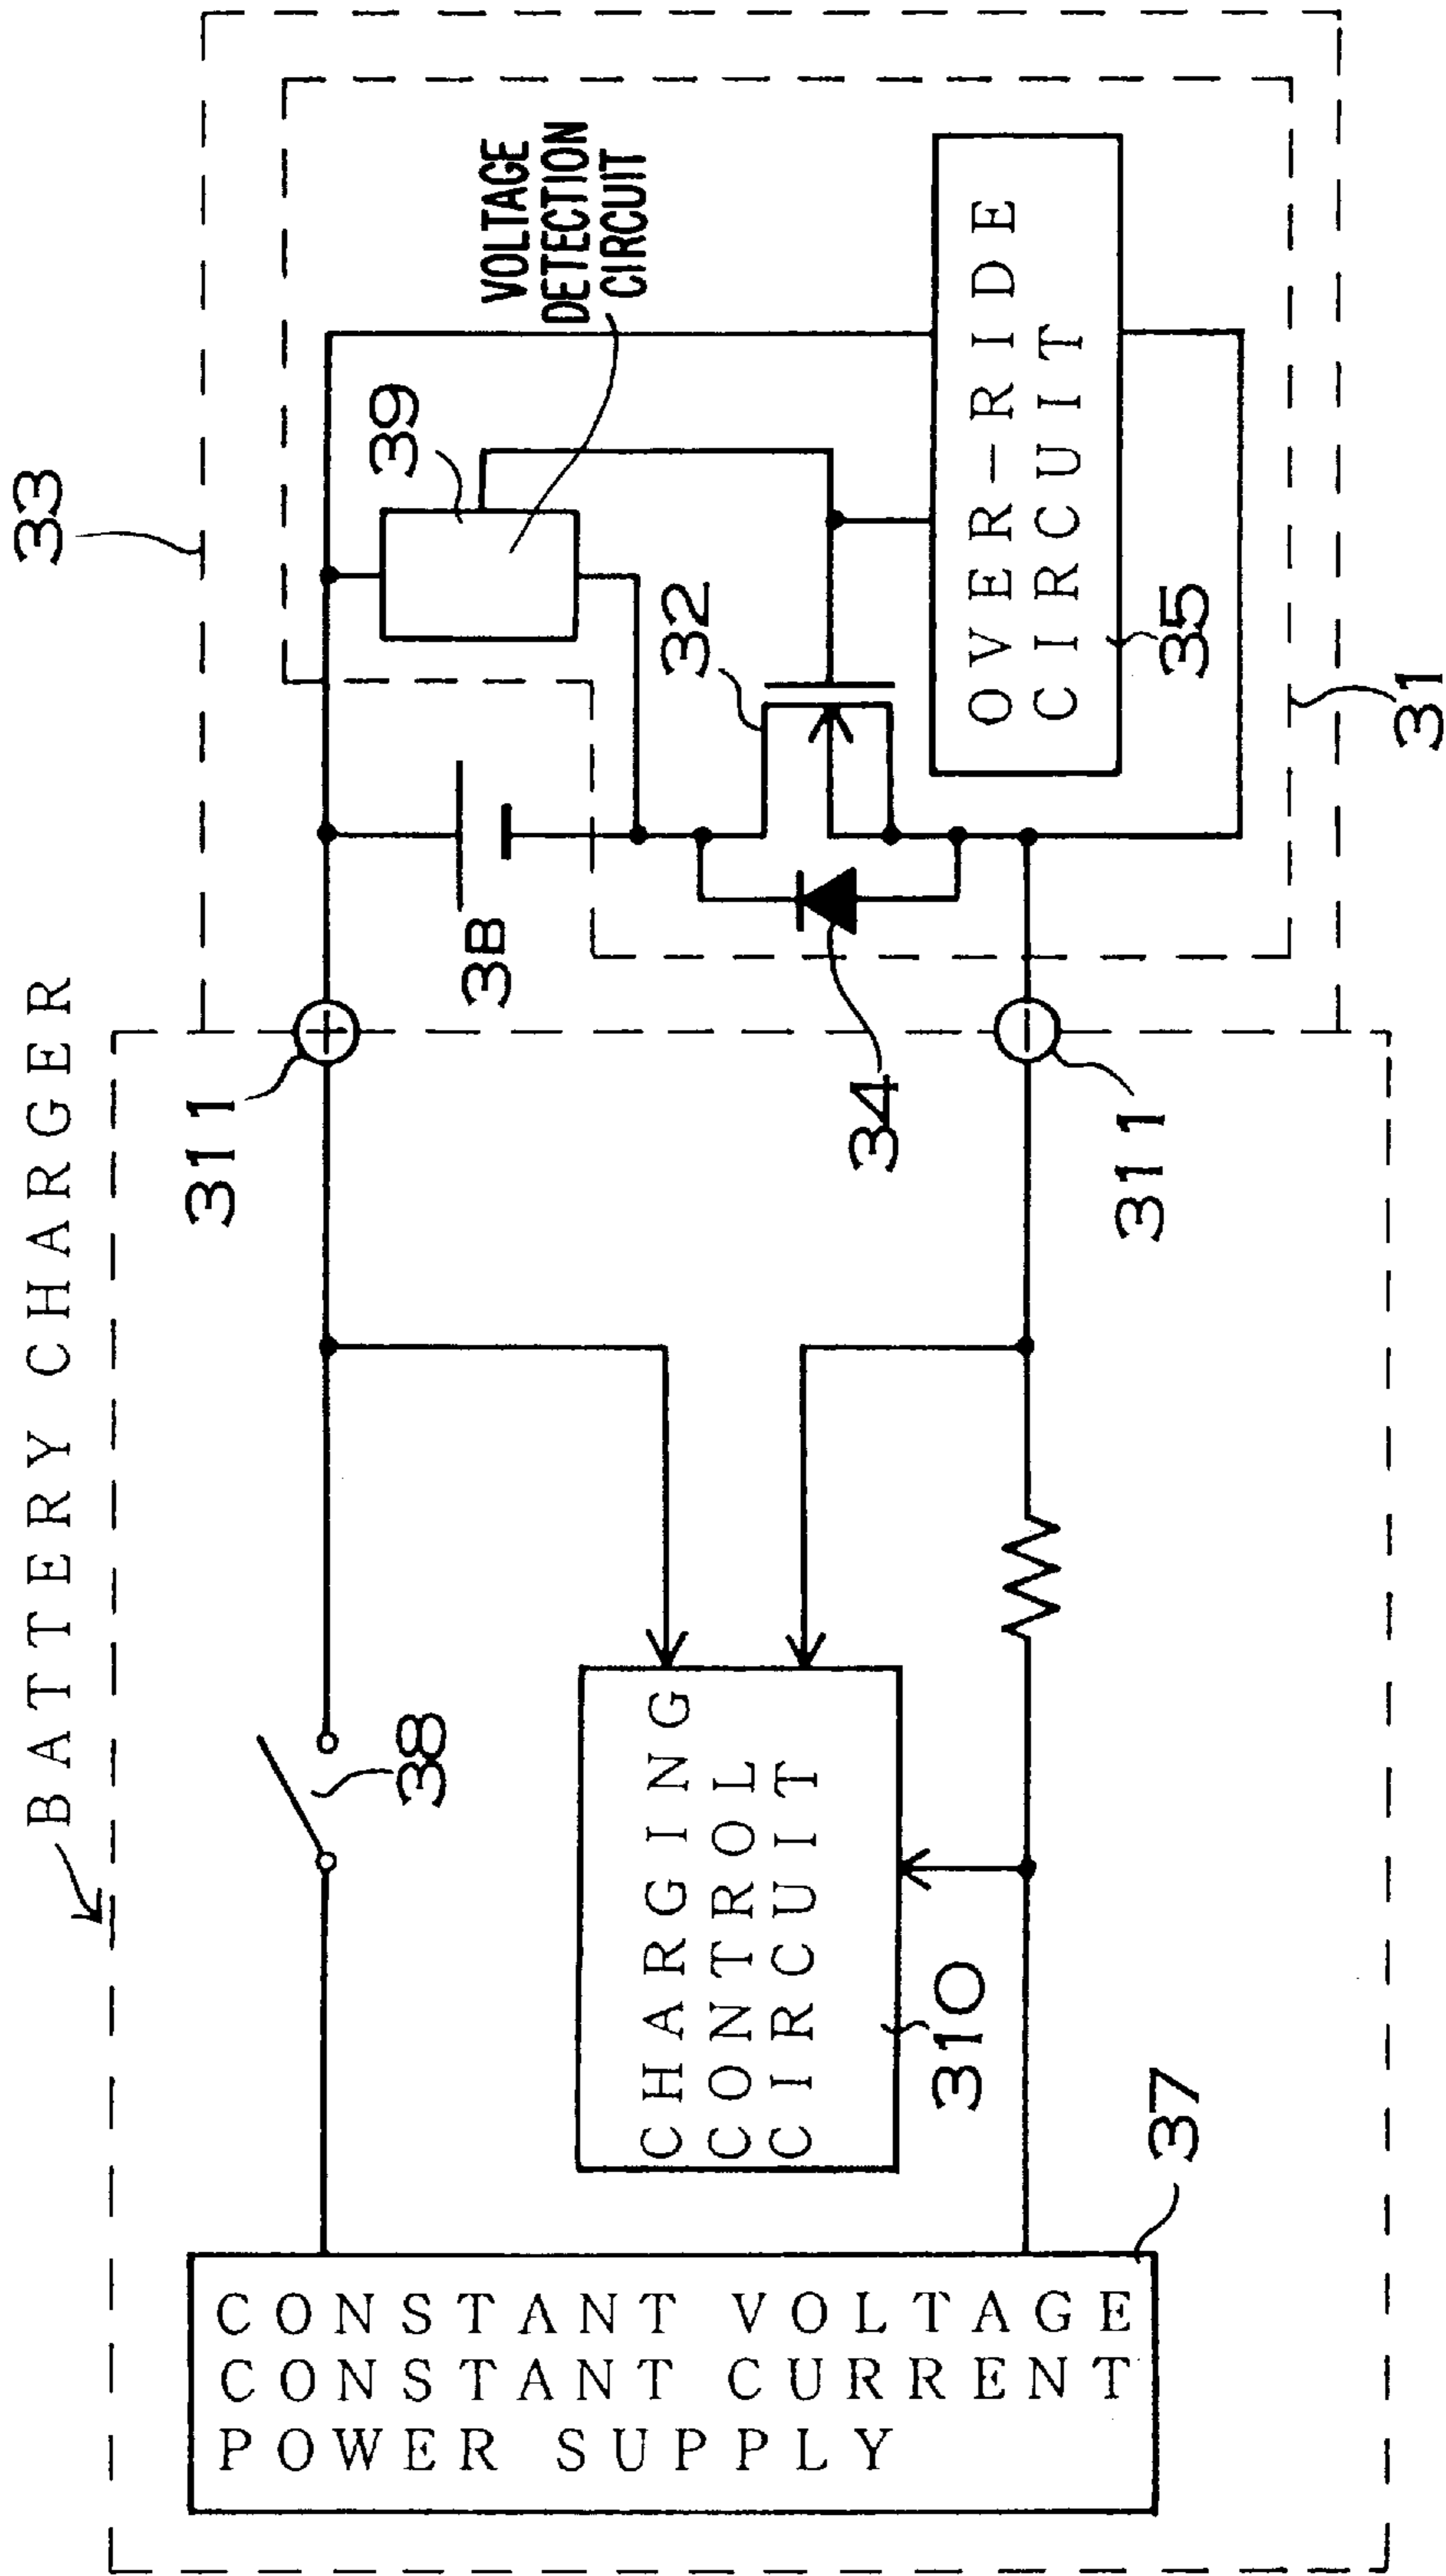 BATTERY CHARGER
33
311
38
39
VOLTAGE
DETECTION
CIRCUIT
3B
32
CHARGING
CONTROL
CIRCUIT
310
34
OVER-RIDE
CIRCUIT
35
311
31
CONSTANT VOLTAGE
CONSTANT CURRENT
POWER SUPPLY
37